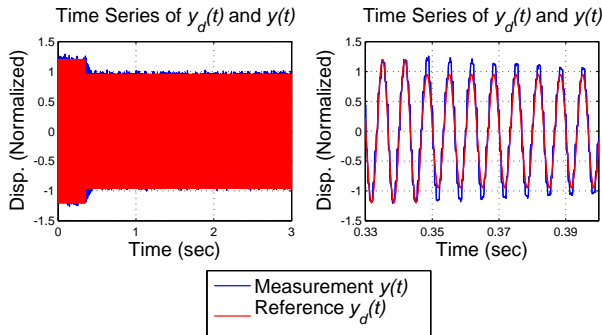 Time Series of y_d(t) and y(t)
1.5
1
0.5
0
-0.5
-1
-1.5
0
1
2
3
Disp. (Normalized)
Time (sec)
Time Series of y_d(t) and y(t)
1.5
1
0.5
0
-0.5
-1
-1.5
0.33
0.35
0.37
0.39
Disp. (Normalized)
Time (sec)
Measurement y(t)
Reference y_d(t)